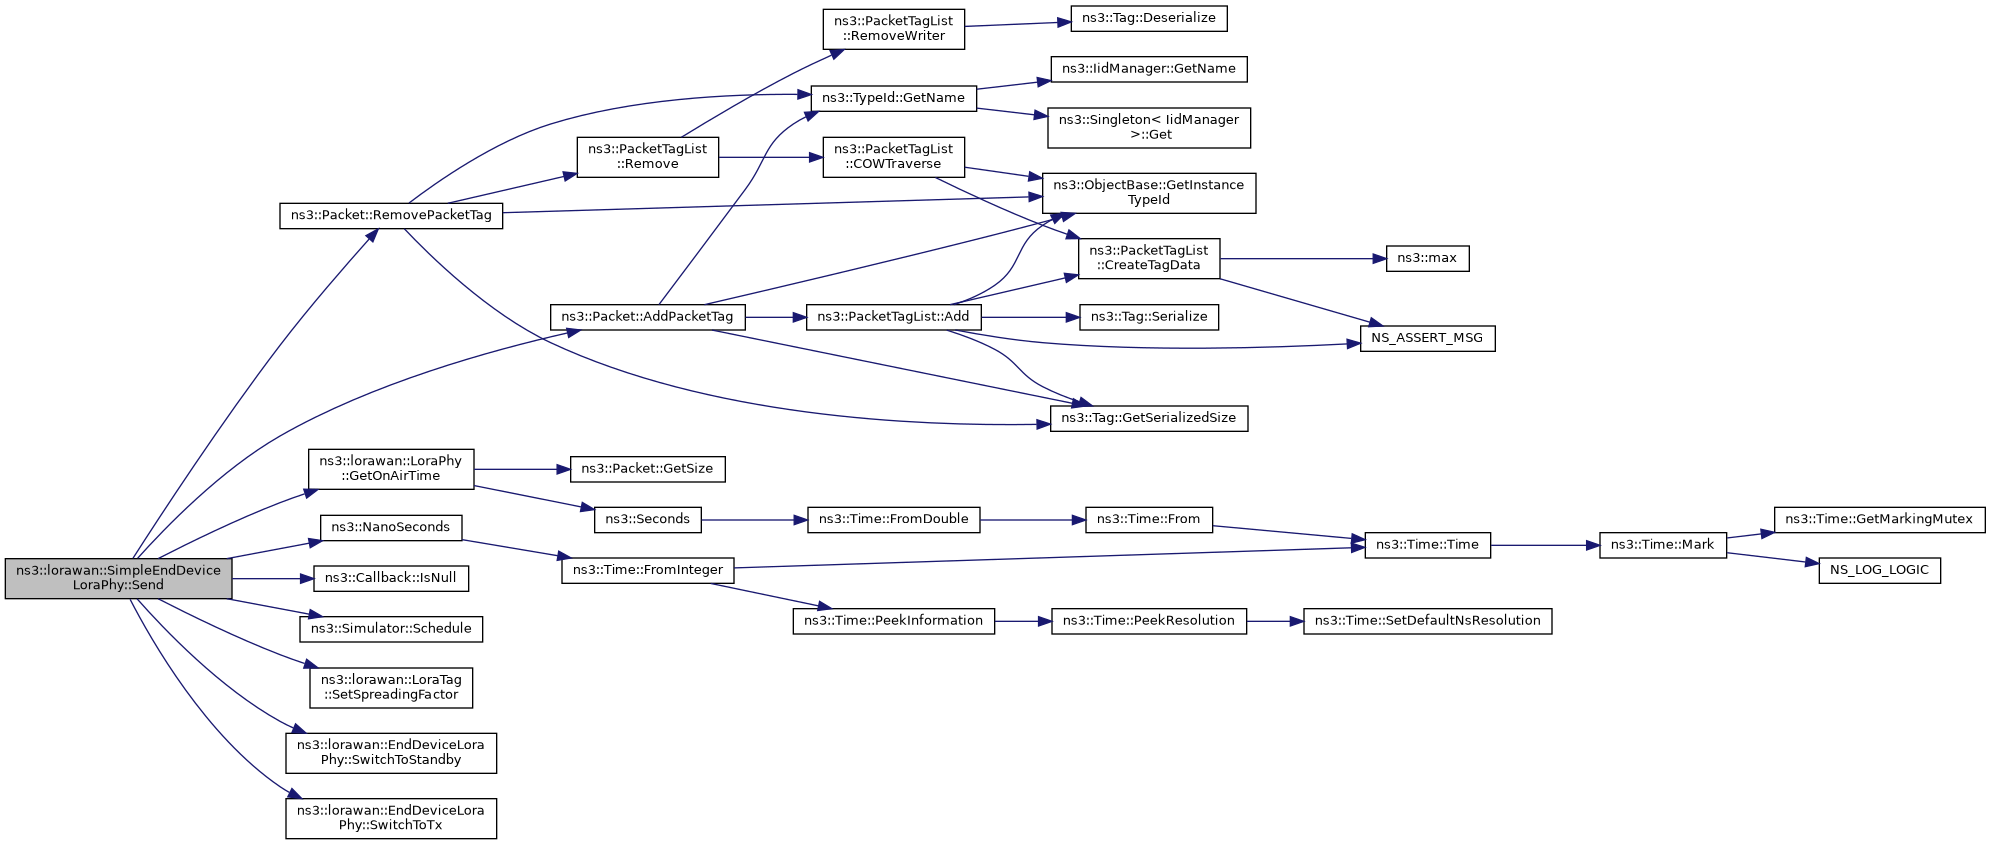 ns3::PacketTagList
::RemoveWriter
ns3::Tag::Deserialize
ns3::IidManager::GetName
ns3::TypeId::GetName
ns3::Singleton< IidManager
>::Get
ns3::PacketTagList
::Remove
ns3::PacketTagList
::COWTraverse
ns3::ObjectBase::GetInstance
TypeId
ns3::Packet::RemovePacketTag
ns3::PacketTagList
::CreateTagData
ns3::max
ns3::Packet::AddPacketTag
ns3::PacketTagList::Add
ns3::Tag::Serialize
NS_ASSERT_MSG
ns3::Tag::GetSerializedSize
ns3::lorawan::LoraPhy
::GetOnAirTime
ns3::Packet::GetSize
ns3::Seconds
ns3::Time::FromDouble
ns3::Time::From
ns3::Time::GetMarkingMutex
ns3::NanoSeconds
ns3::Time::Time
ns3::Time::Mark
ns3::lorawan::SimpleEndDevice
LoraPhy::Send
ns3::Callback::IsNull
ns3::Time::FromInteger
NS_LOG_LOGIC
ns3::Simulator::Schedule
ns3::Time::PeekInformation
ns3::Time::PeekResolution
ns3::Time::SetDefaultNsResolution
ns3::lorawan::LoraTag
::SetSpreadingFactor
ns3::lorawan::EndDeviceLora
Phy::SwitchToStandby
ns3::lorawan::EndDeviceLora
Phy::SwitchToTx